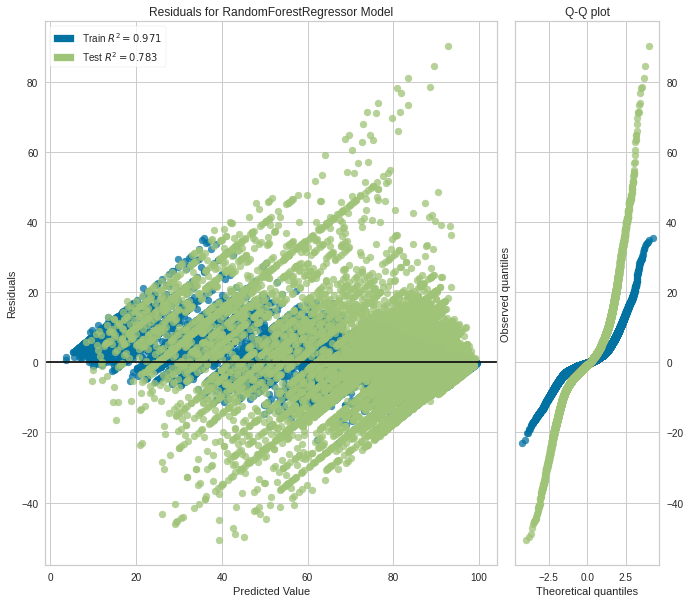 Residuals for RandomForestRegressor Model
Train R² = 0.971
Test R² = 0.783
80
60
40
20
0
−20
−40
Residuals
0
20
40
60
80
100
Predicted Value
Q-Q plot
Observed quantiles
80
60
40
20
0
−20
−40
−2.5
0.0
2.5
Theoretical quantiles